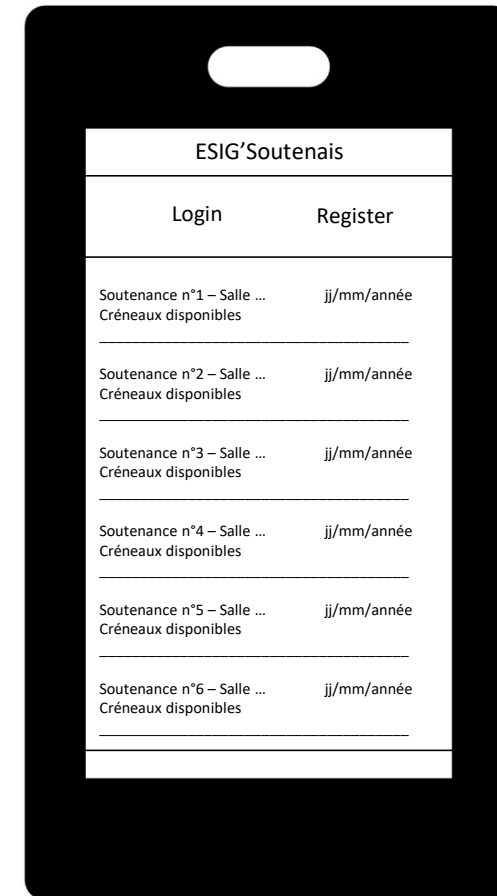 ESIG’Soutenais
Login Register
Soutenance n°1 – Salle ... jj/mm/année
Créneaux disponibles
Soutenance n°2 – Salle ... jj/mm/année
Créneaux disponibles
Soutenance n°3 – Salle ... jj/mm/année
Créneaux disponibles
Soutenance n°4 – Salle ... jj/mm/année
Créneaux disponibles
Soutenance n°5 – Salle ... jj/mm/année
Créneaux disponibles
Soutenance n°6 – Salle ... jj/mm/année
Créneaux disponibles